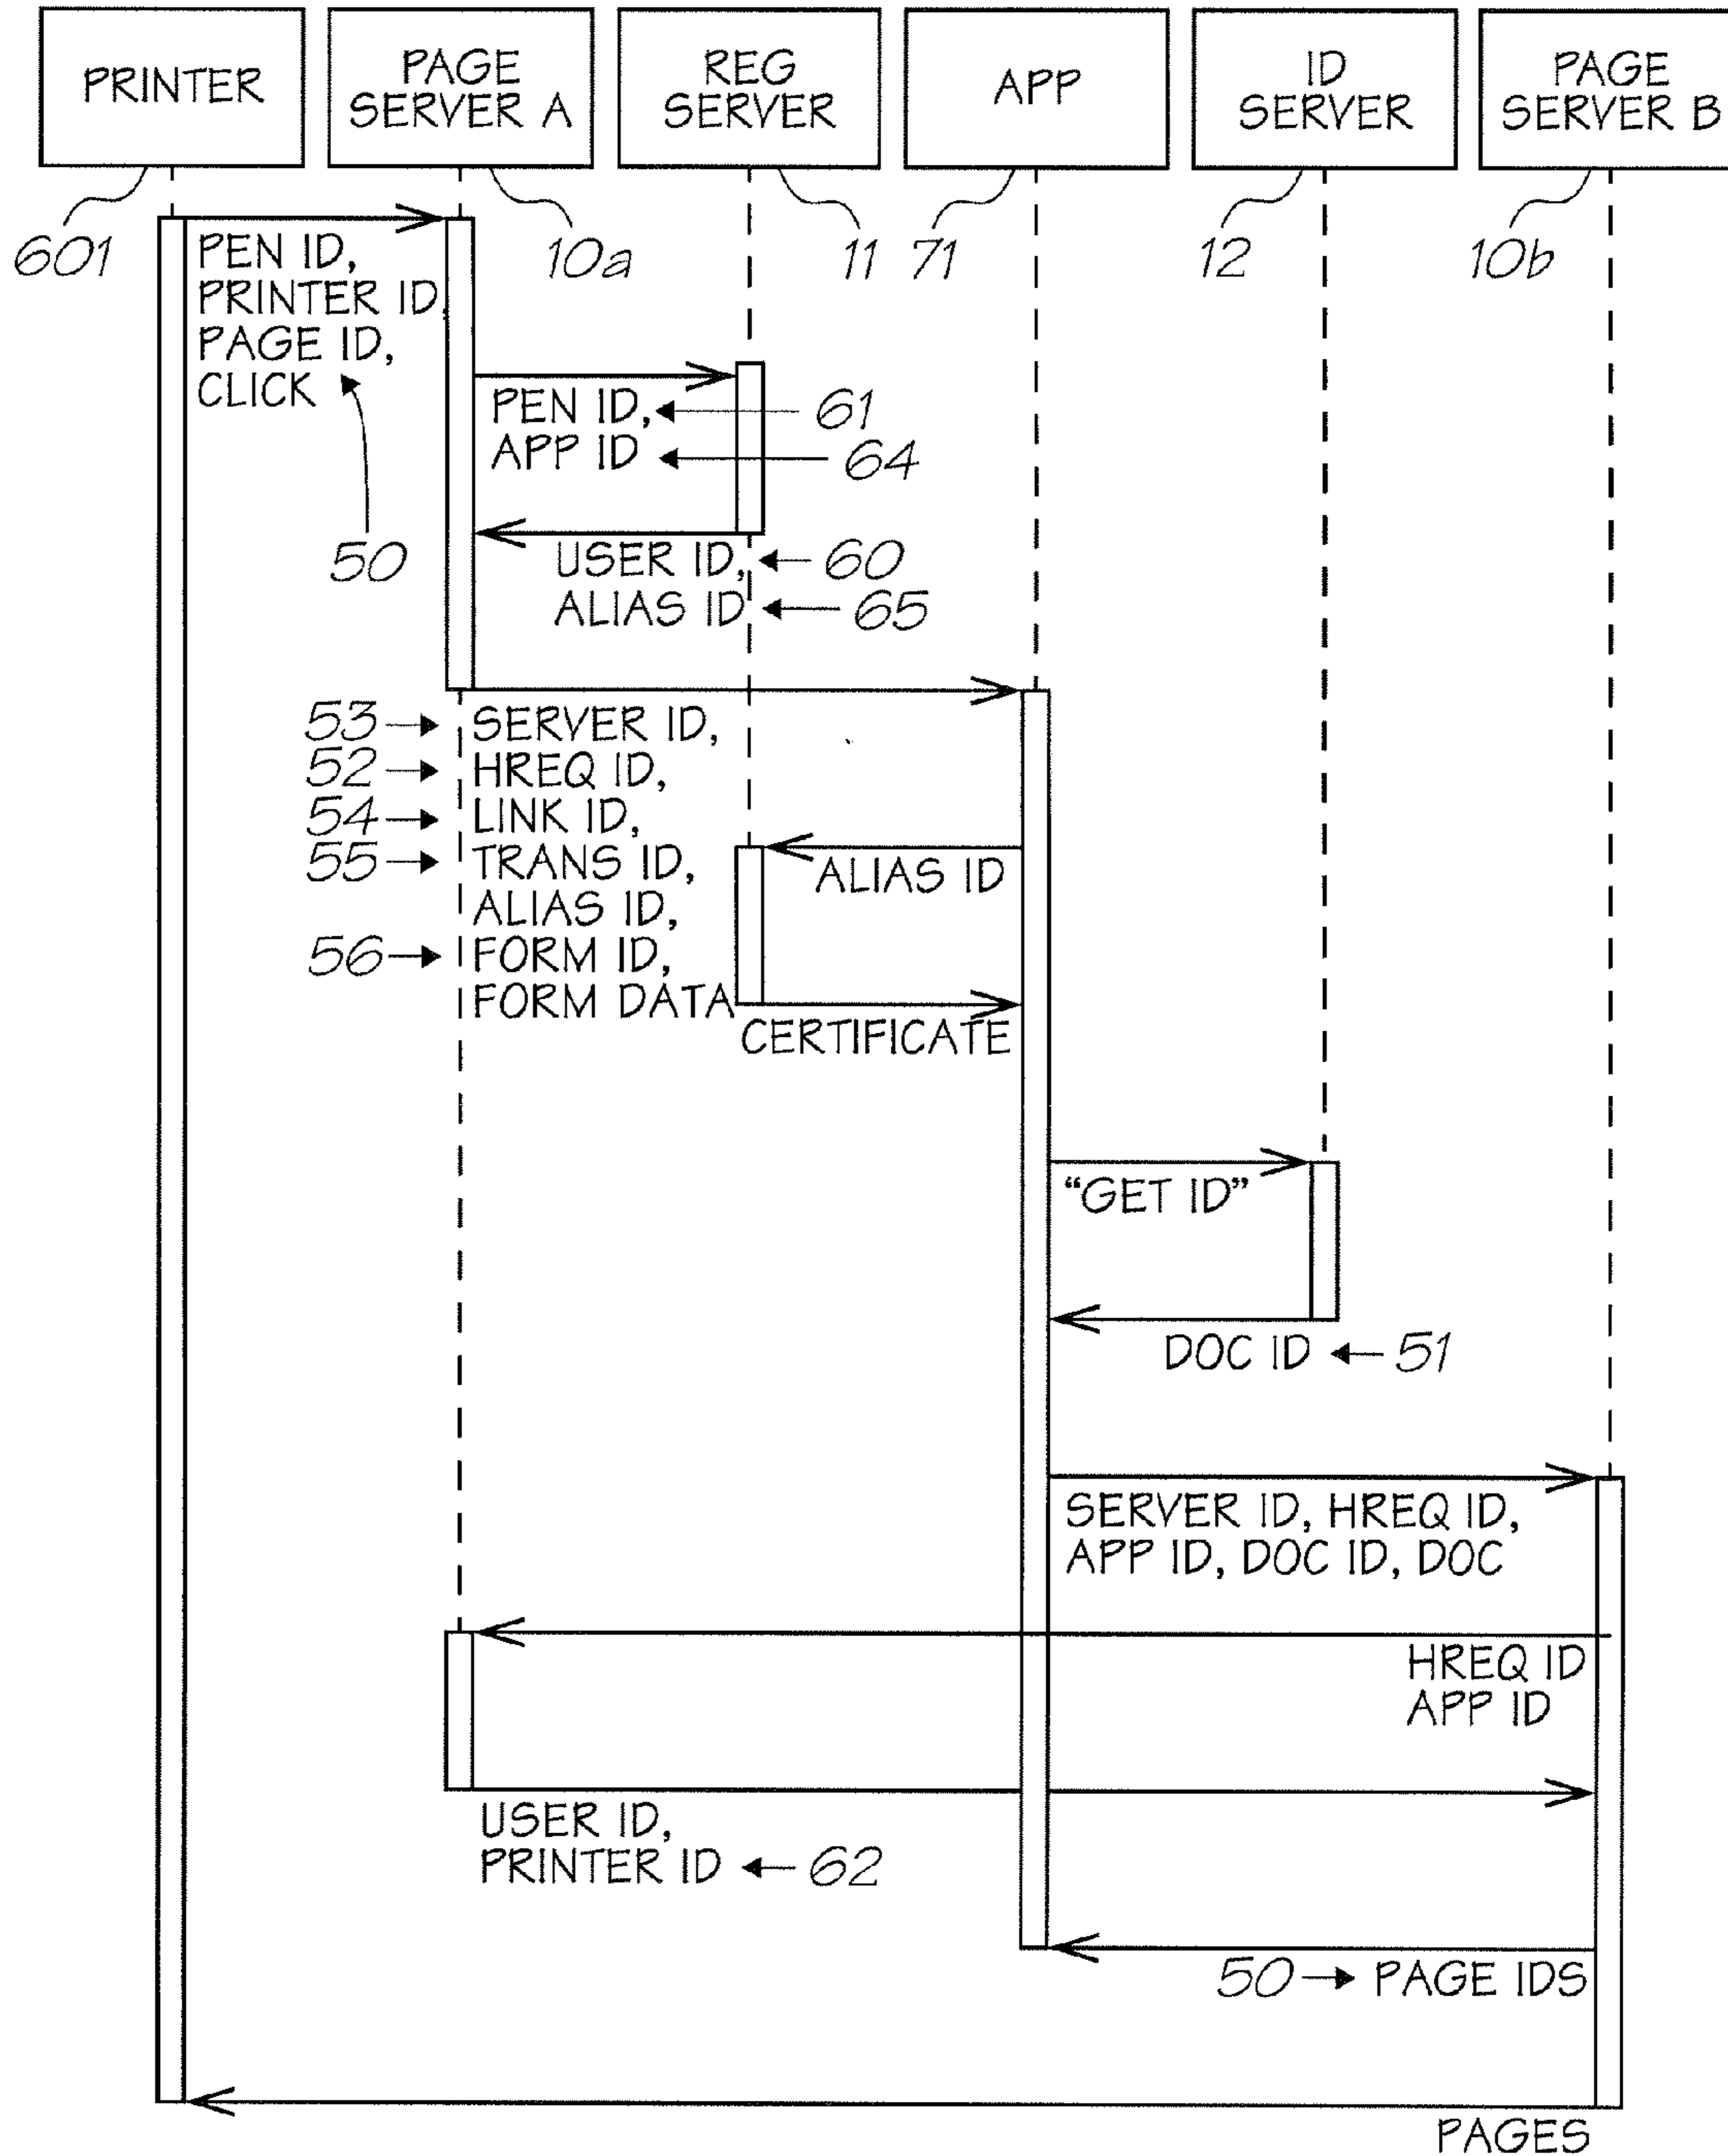 PRINTER
PAGE
SERVER A
REG
SERVER
APP
ID
SERVER
PAGE
SERVER B
601
10a
11
71
12
10b
PEN ID,
PRINTER ID,
PAGE ID,
CLICK
50
PEN ID, 61
APP ID 64
USER ID, 60
ALIAS ID 65
53 SERVER ID,
52 HREQ ID,
54 LINK ID,
55 TRANS ID,
ALIAS ID,
56 FORM ID,
FORM DATA
ALIAS ID
CERTIFICATE
“GET ID”
DOC ID 51
SERVER ID, HREQ ID,
APP ID, DOC ID, DOC
HREQ ID
APP ID
USER ID,
PRINTER ID 62
50 PAGE IDS
PAGES